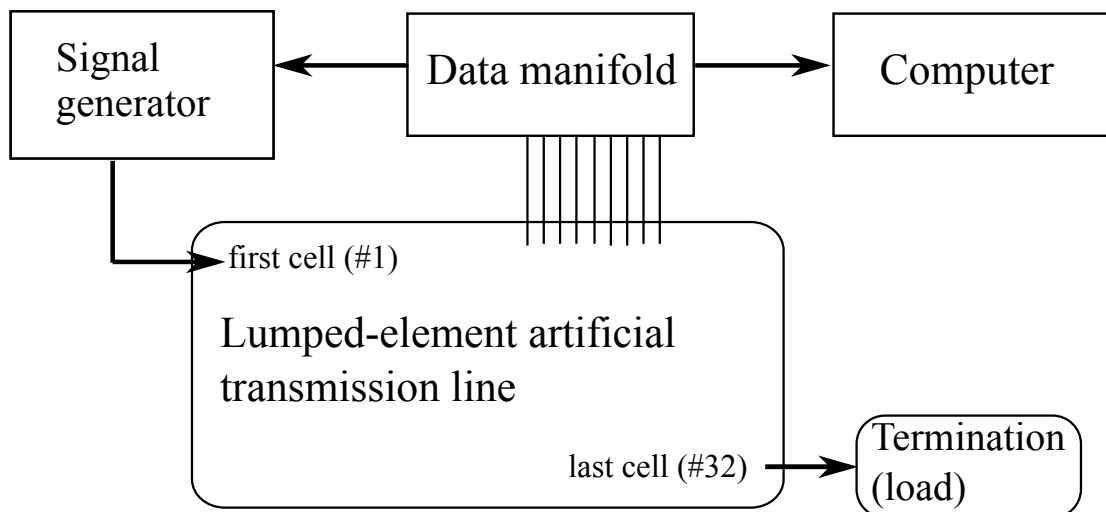 Signal
generator
Data manifold
Computer
first cell (#1)
Lumped-element artificial
transmission line
last cell (#32)
Termination
(load)